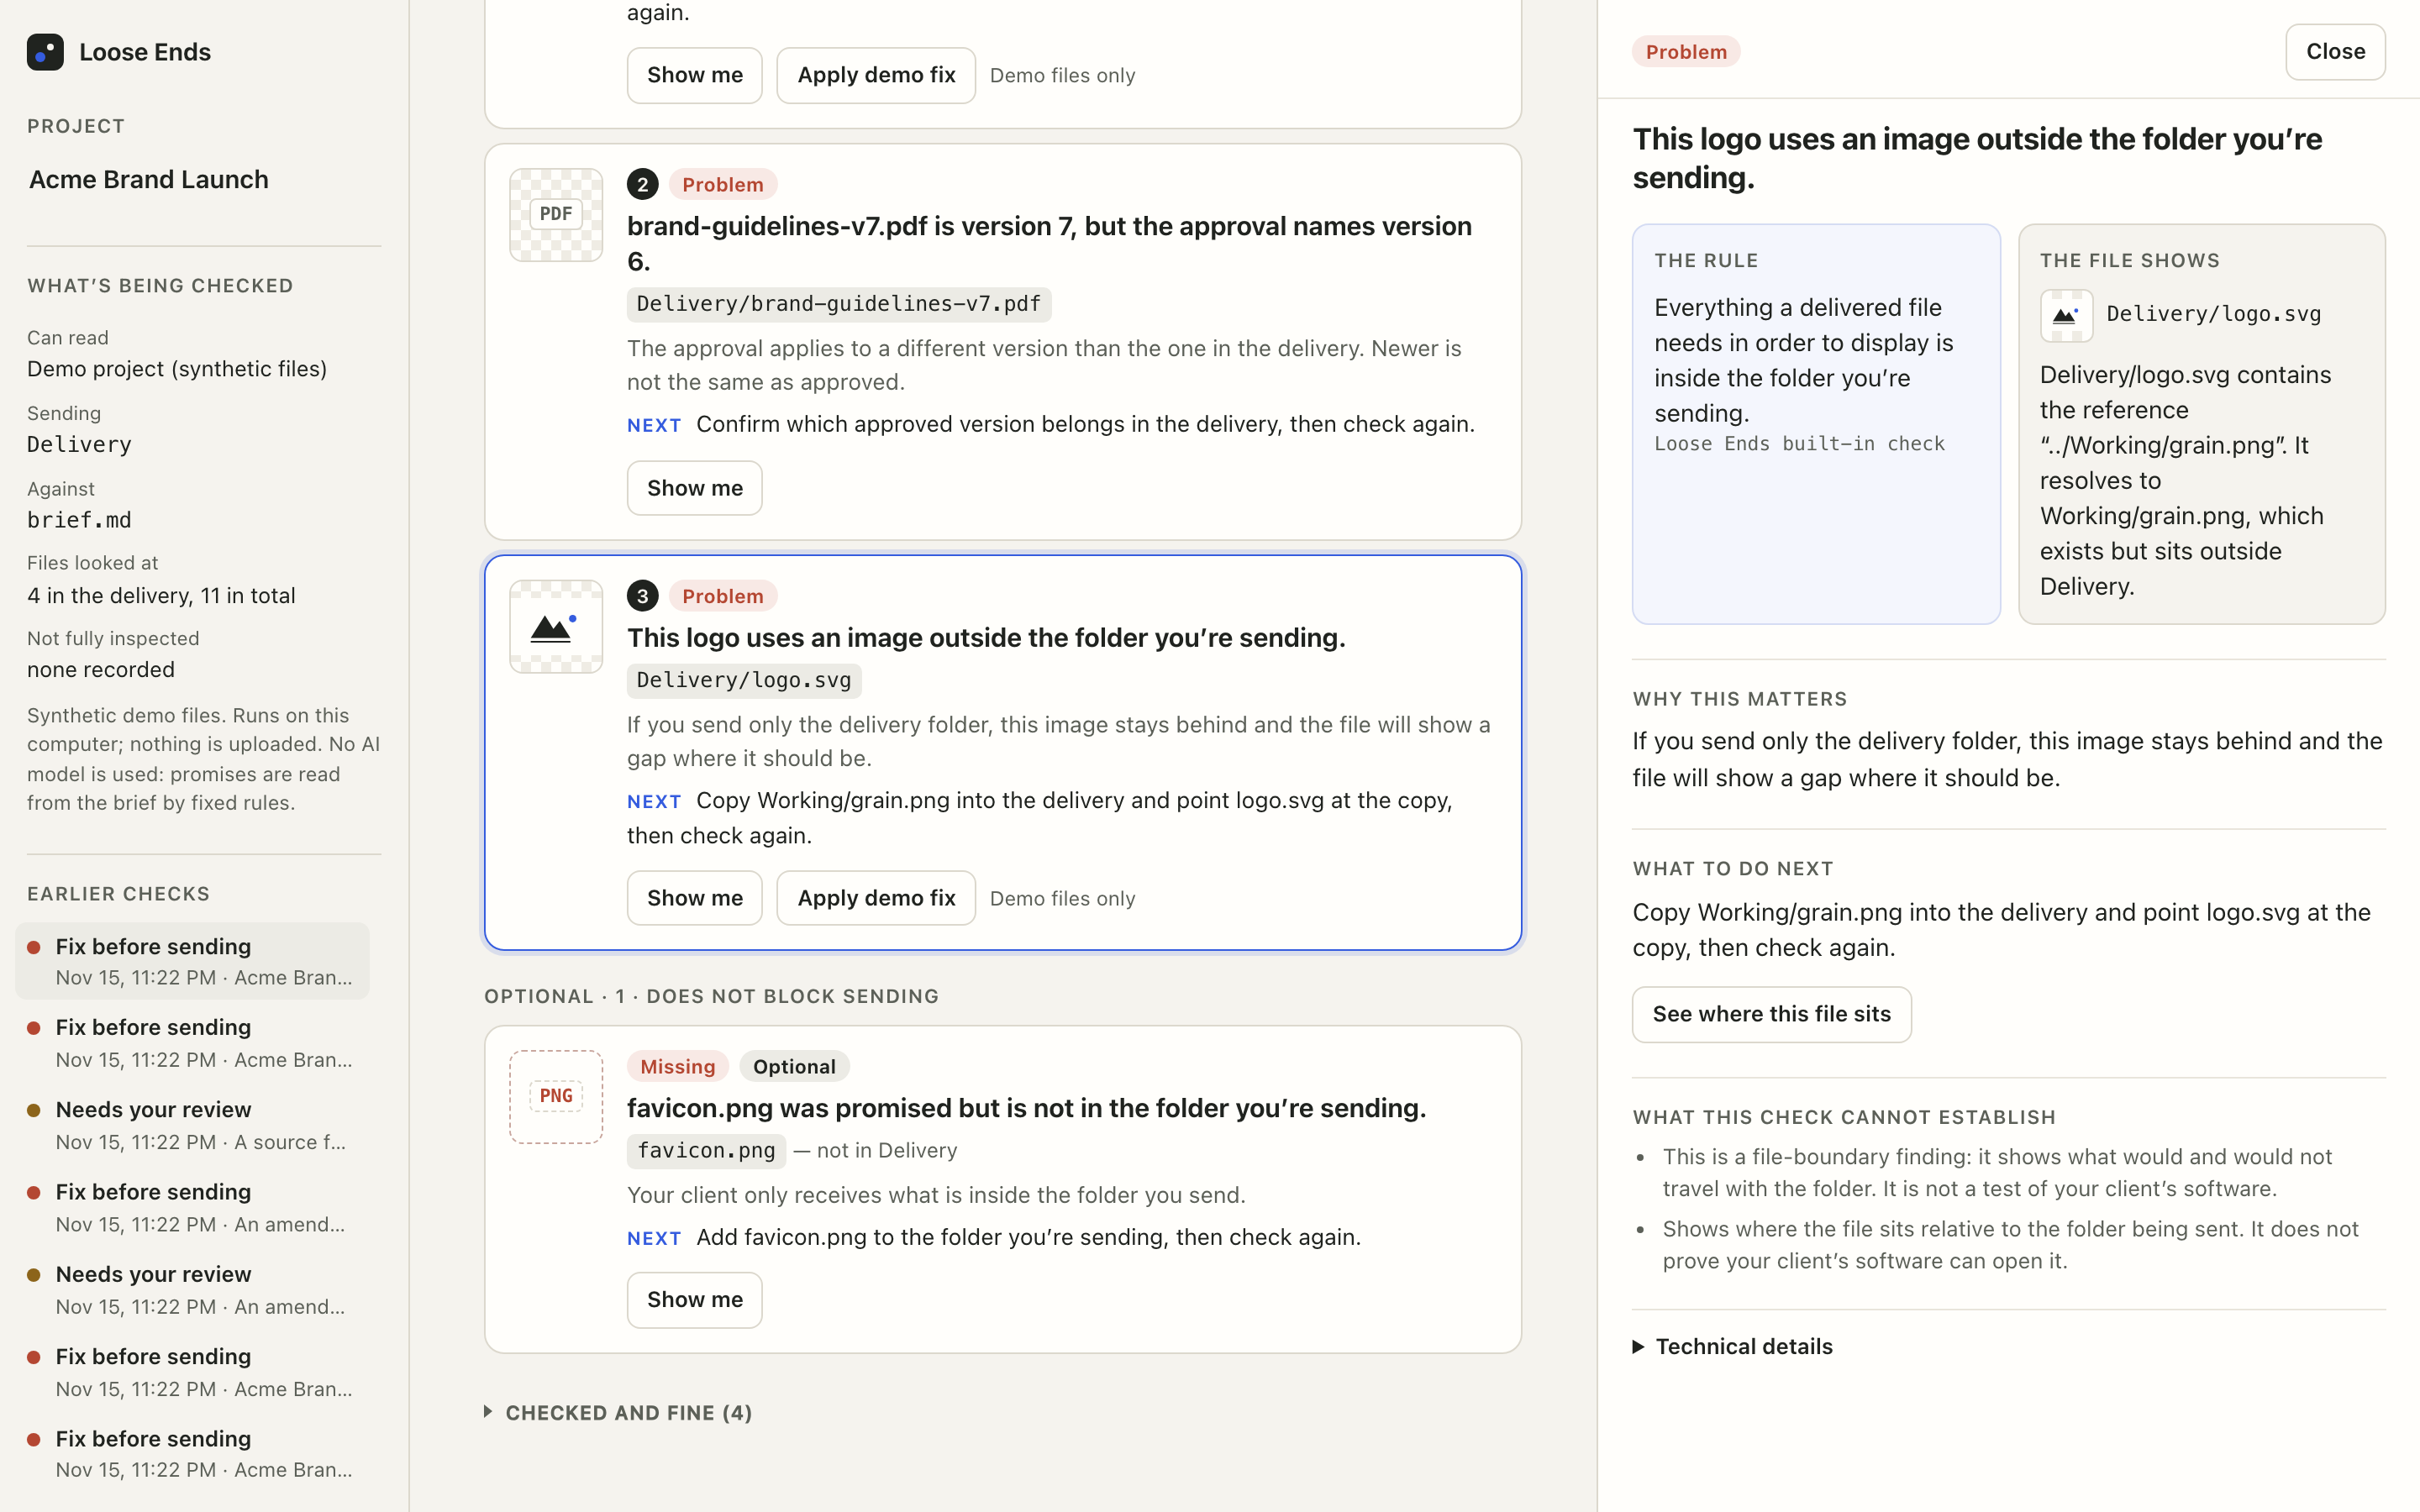 Loose Ends
PROJECT
Acme Brand Launch
WHAT’S BEING CHECKED
Can read
Demo project (synthetic files)
Sending
Delivery
Against
brief.md
Files looked at
4 in the delivery, 11 in total
Not fully inspected
none recorded
Synthetic demo files. Runs on this
computer; nothing is uploaded. No AI
model is used: promises are read
from the brief by fixed rules.
EARLIER CHECKS
Fix before sending
Nov 15, 11:22 PM · Acme Bran...
Fix before sending
Nov 15, 11:22 PM · Acme Bran...
Needs your review
Nov 15, 11:22 PM · A source f...
Fix before sending
Nov 15, 11:22 PM · An amend...
Needs your review
Nov 15, 11:22 PM · An amend...
Fix before sending
Nov 15, 11:22 PM · Acme Bran...
Fix before sending
Nov 15, 11:22 PM · Acme Bran...
again.
Show me Apply demo fix Demo files only
PDF
2 Problem
brand-guidelines-v7.pdf is version 7, but the approval names version
6.
Delivery/brand-guidelines-v7.pdf
The approval applies to a different version than the one in the delivery. Newer is
not the same as approved.
NEXT Confirm which approved version belongs in the delivery, then check again.
Show me
3 Problem
This logo uses an image outside the folder you’re sending.
Delivery/logo.svg
If you send only the delivery folder, this image stays behind and the file will show a
gap where it should be.
NEXT Copy Working/grain.png into the delivery and point logo.svg at the copy,
then check again.
Show me Apply demo fix Demo files only
OPTIONAL · 1 · DOES NOT BLOCK SENDING
PNG
Missing Optional
favicon.png was promised but is not in the folder you’re sending.
favicon.png — not in Delivery
Your client only receives what is inside the folder you send.
NEXT Add favicon.png to the folder you’re sending, then check again.
Show me
CHECKED AND FINE (4)
Problem
Close
This logo uses an image outside the folder you’re
sending.
THE RULE
Everything a delivered file
needs in order to display is
inside the folder you’re
sending.
Loose Ends built-in check
THE FILE SHOWS
Delivery/logo.svg
Delivery/logo.svg contains
the reference
“../Working/grain.png”. It
resolves to
Working/grain.png, which
exists but sits outside
Delivery.
WHY THIS MATTERS
If you send only the delivery folder, this image stays behind and the
file will show a gap where it should be.
WHAT TO DO NEXT
Copy Working/grain.png into the delivery and point logo.svg at the
copy, then check again.
See where this file sits
WHAT THIS CHECK CANNOT ESTABLISH
• This is a file-boundary finding: it shows what would and would not
travel with the folder. It is not a test of your client’s software.
• Shows where the file sits relative to the folder being sent. It does not
prove your client’s software can open it.
Technical details